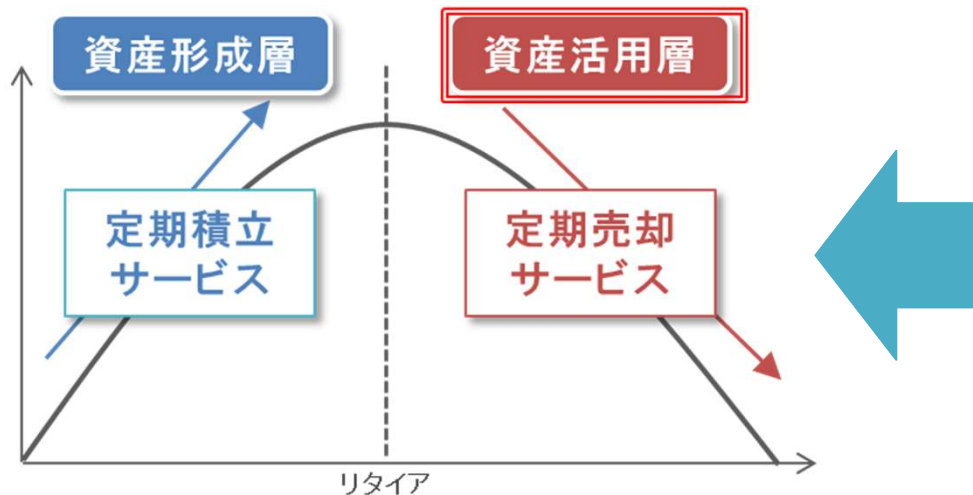 資産形成層
資産活用層
定期積立
サービス
定期売却
サービス
リタイア